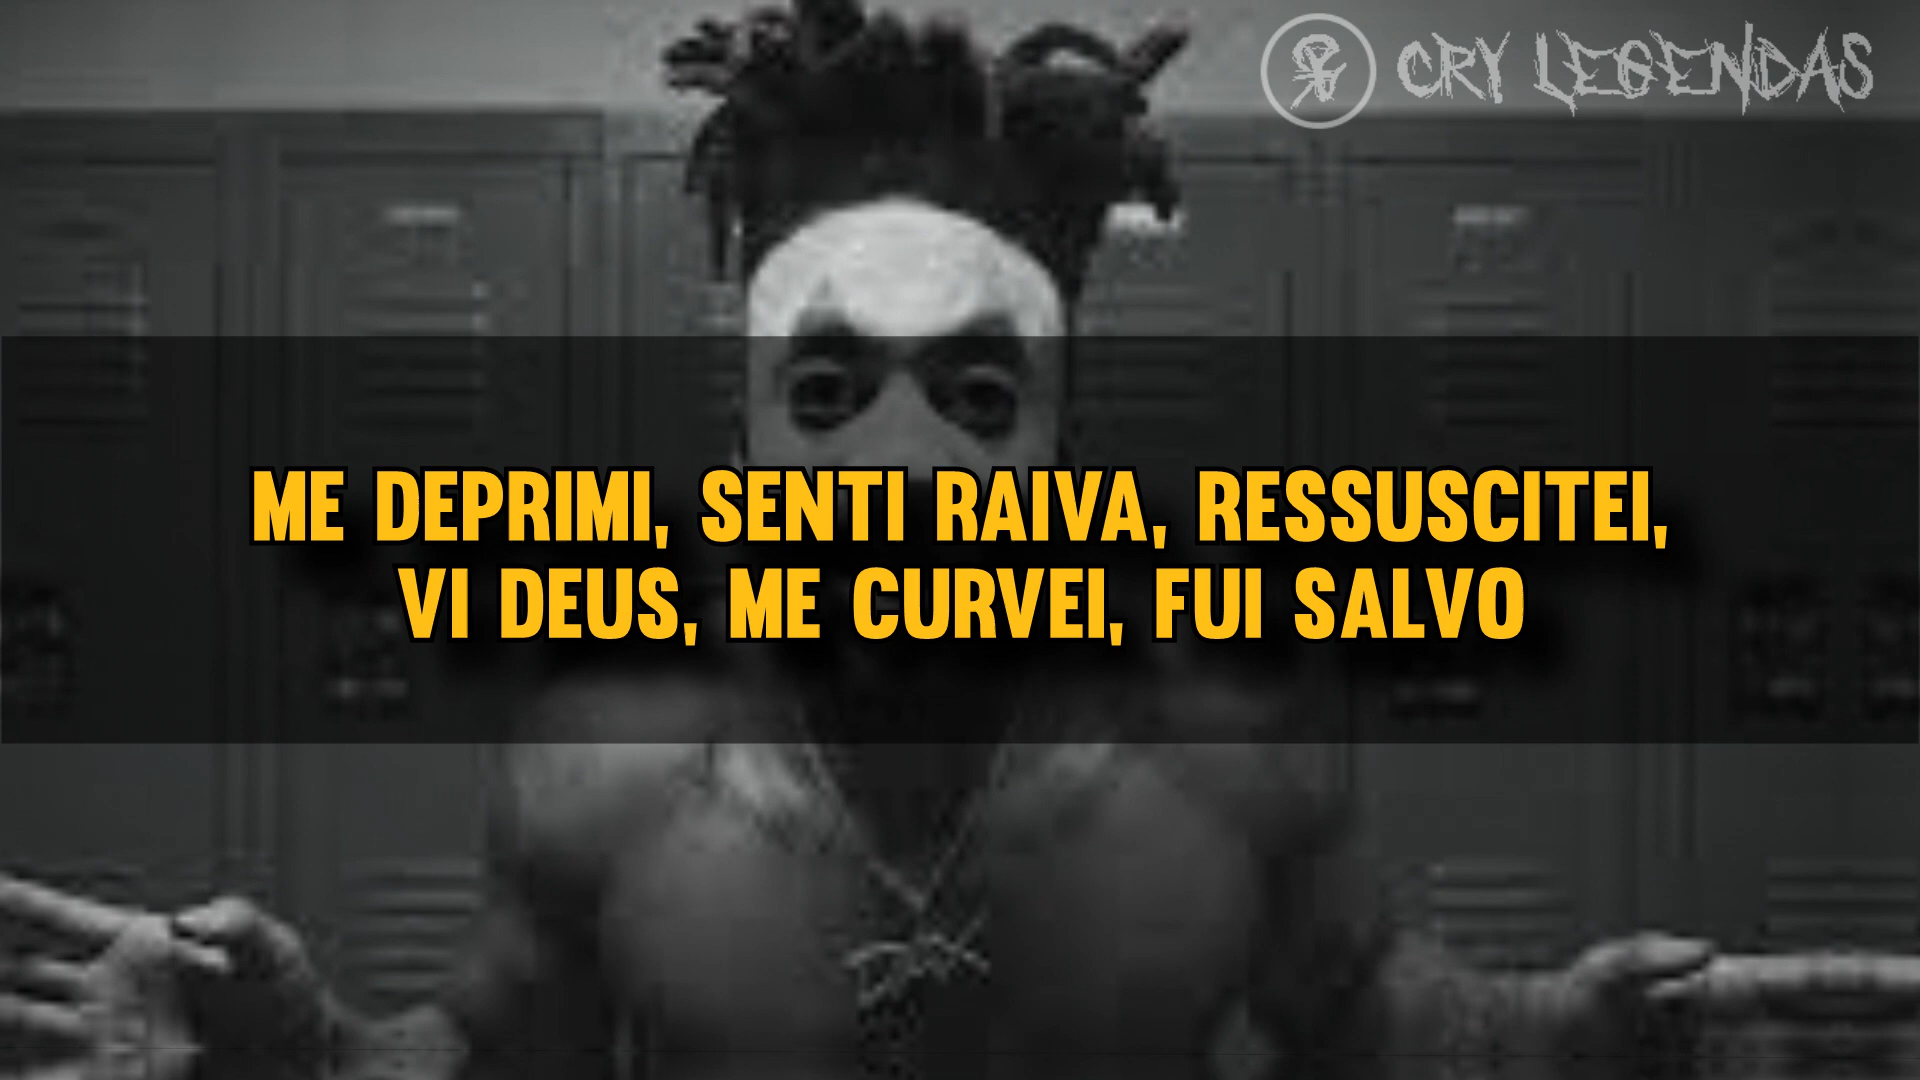 CRY LEGENDAS
ME DEPRIMI, SENTI RAIVA, RESSUSCITEI,
VI DEUS, ME CURVEI, FUI SALVO